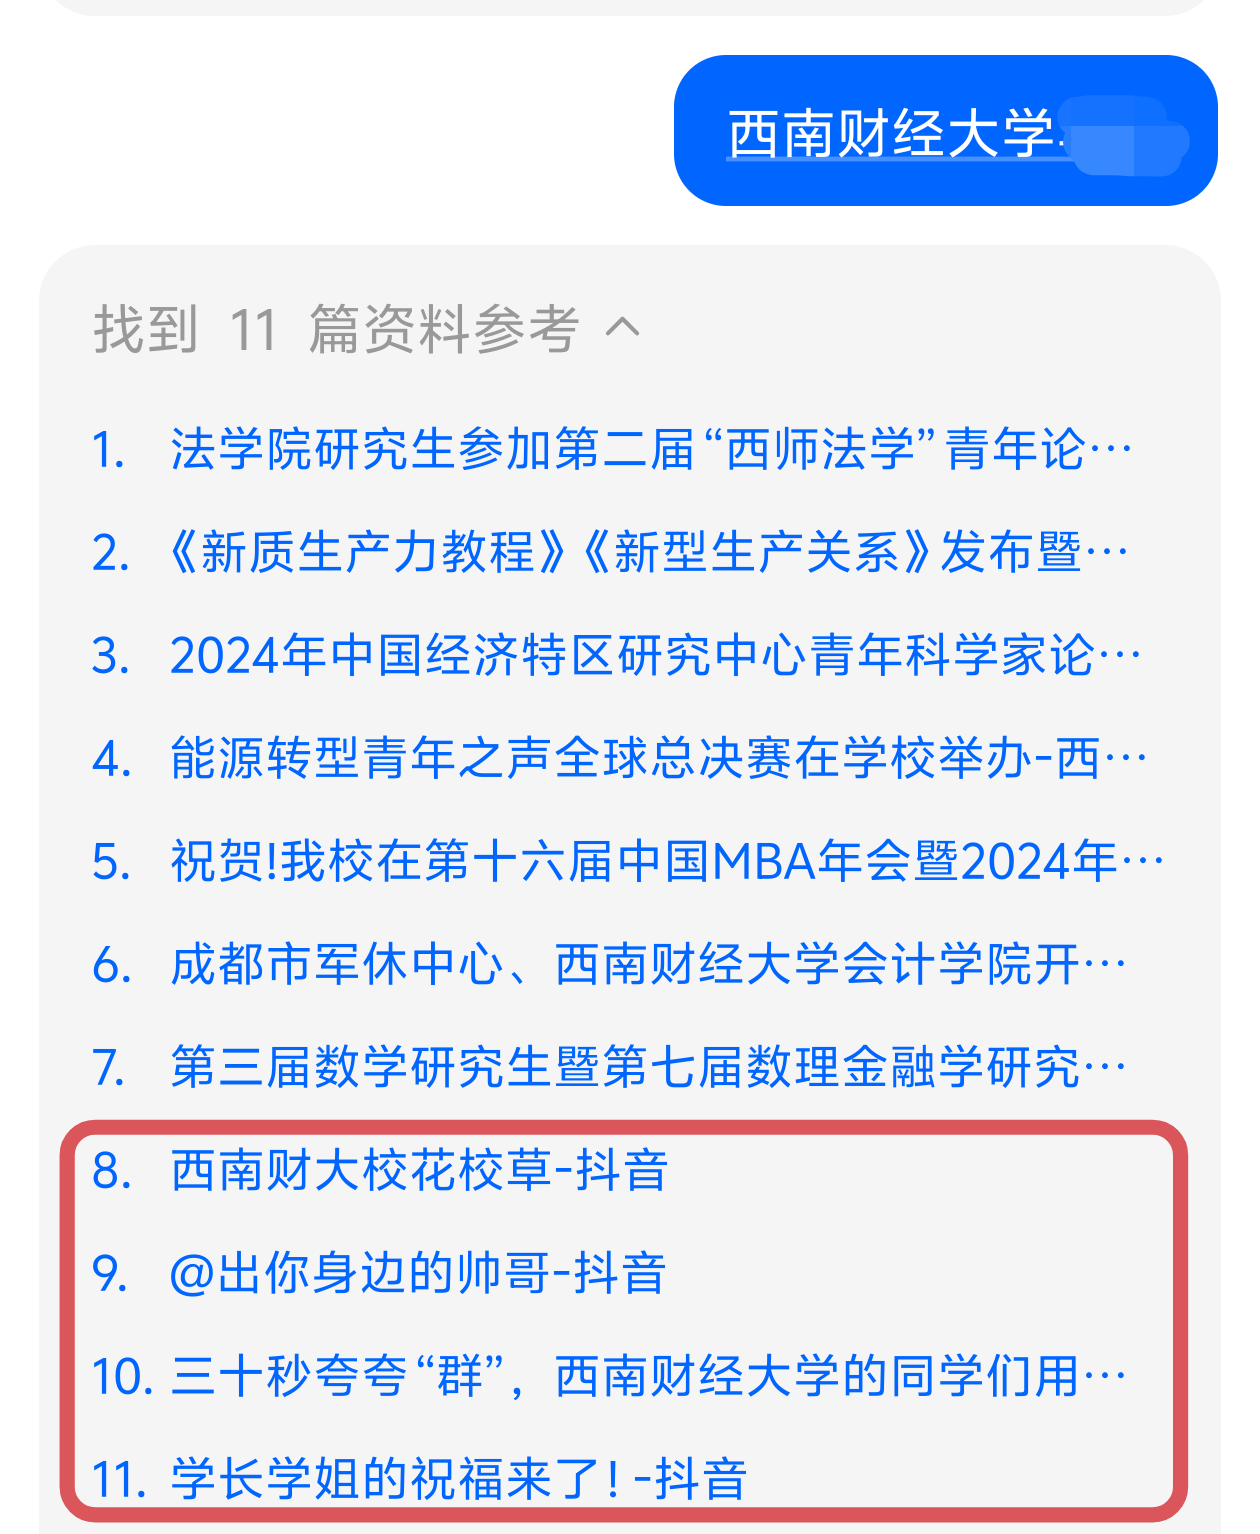 西南财经大学
找到 11 篇资料参考
1. 法学院研究生参加第二届“西师法学”青年论…
2. 《新质生产力教程》《新型生产关系》发布暨…
3. 2024年中国经济特区研究中心青年科学家论…
4. 能源转型青年之声全球总决赛在学校举办-西…
5. 祝贺!我校在第十六届中国MBA年会暨2024年…
6. 成都市军休中心、西南财经大学会计学院开…
7. 第三届数学研究生暨第七届数理金融学研究…
8. 西南财大校花校草-抖音
9. @出你身边的帅哥-抖音
10. 三十秒夸夸“群”，西南财经大学的同学们用…
11. 学长学姐的祝福来了！-抖音